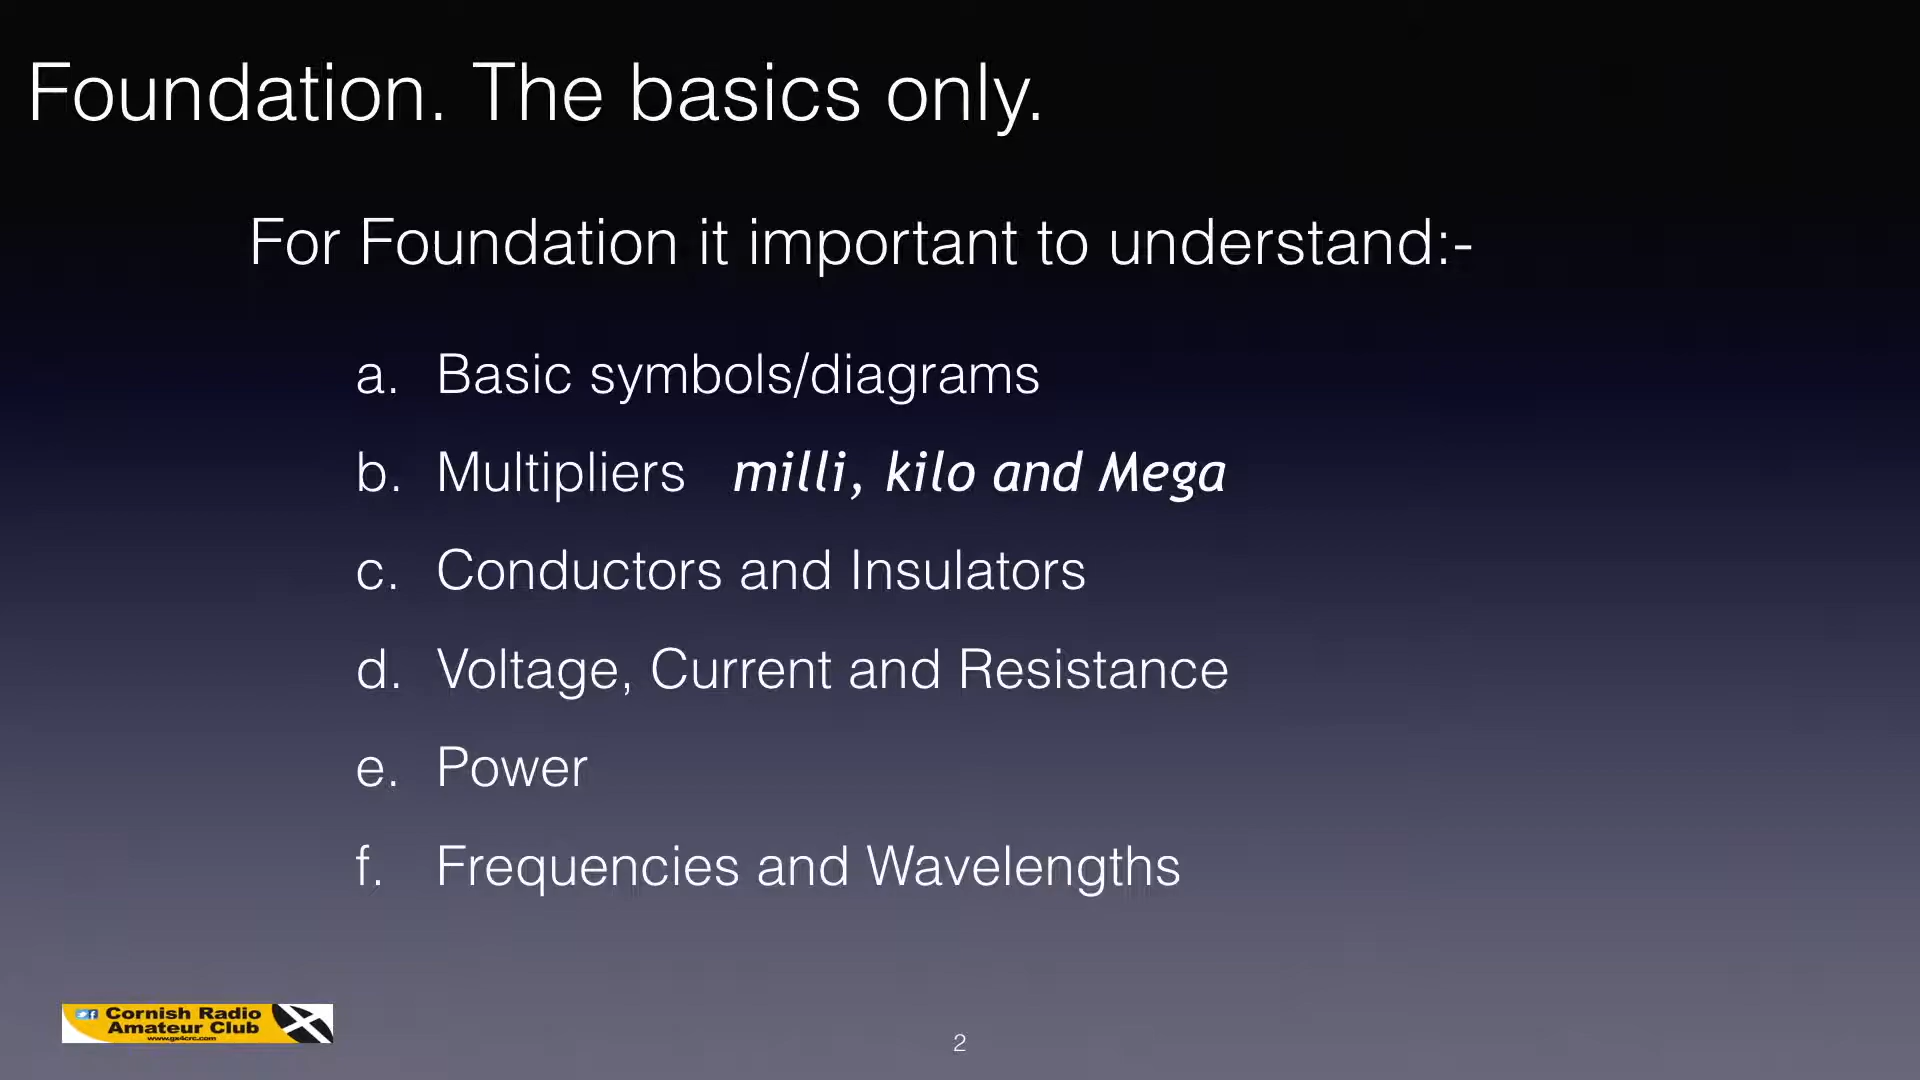 Foundation. The basics only.
For Foundation it important to understand:-
a. Basic symbols/diagrams
b. Multipliers milli, kilo and Mega
c. Conductors and Insulators
d. Voltage, Current and Resistance
e. Power
f. Frequencies and Wavelengths
Cornish Radio
Amateur Club
www.gx4crc.com
2